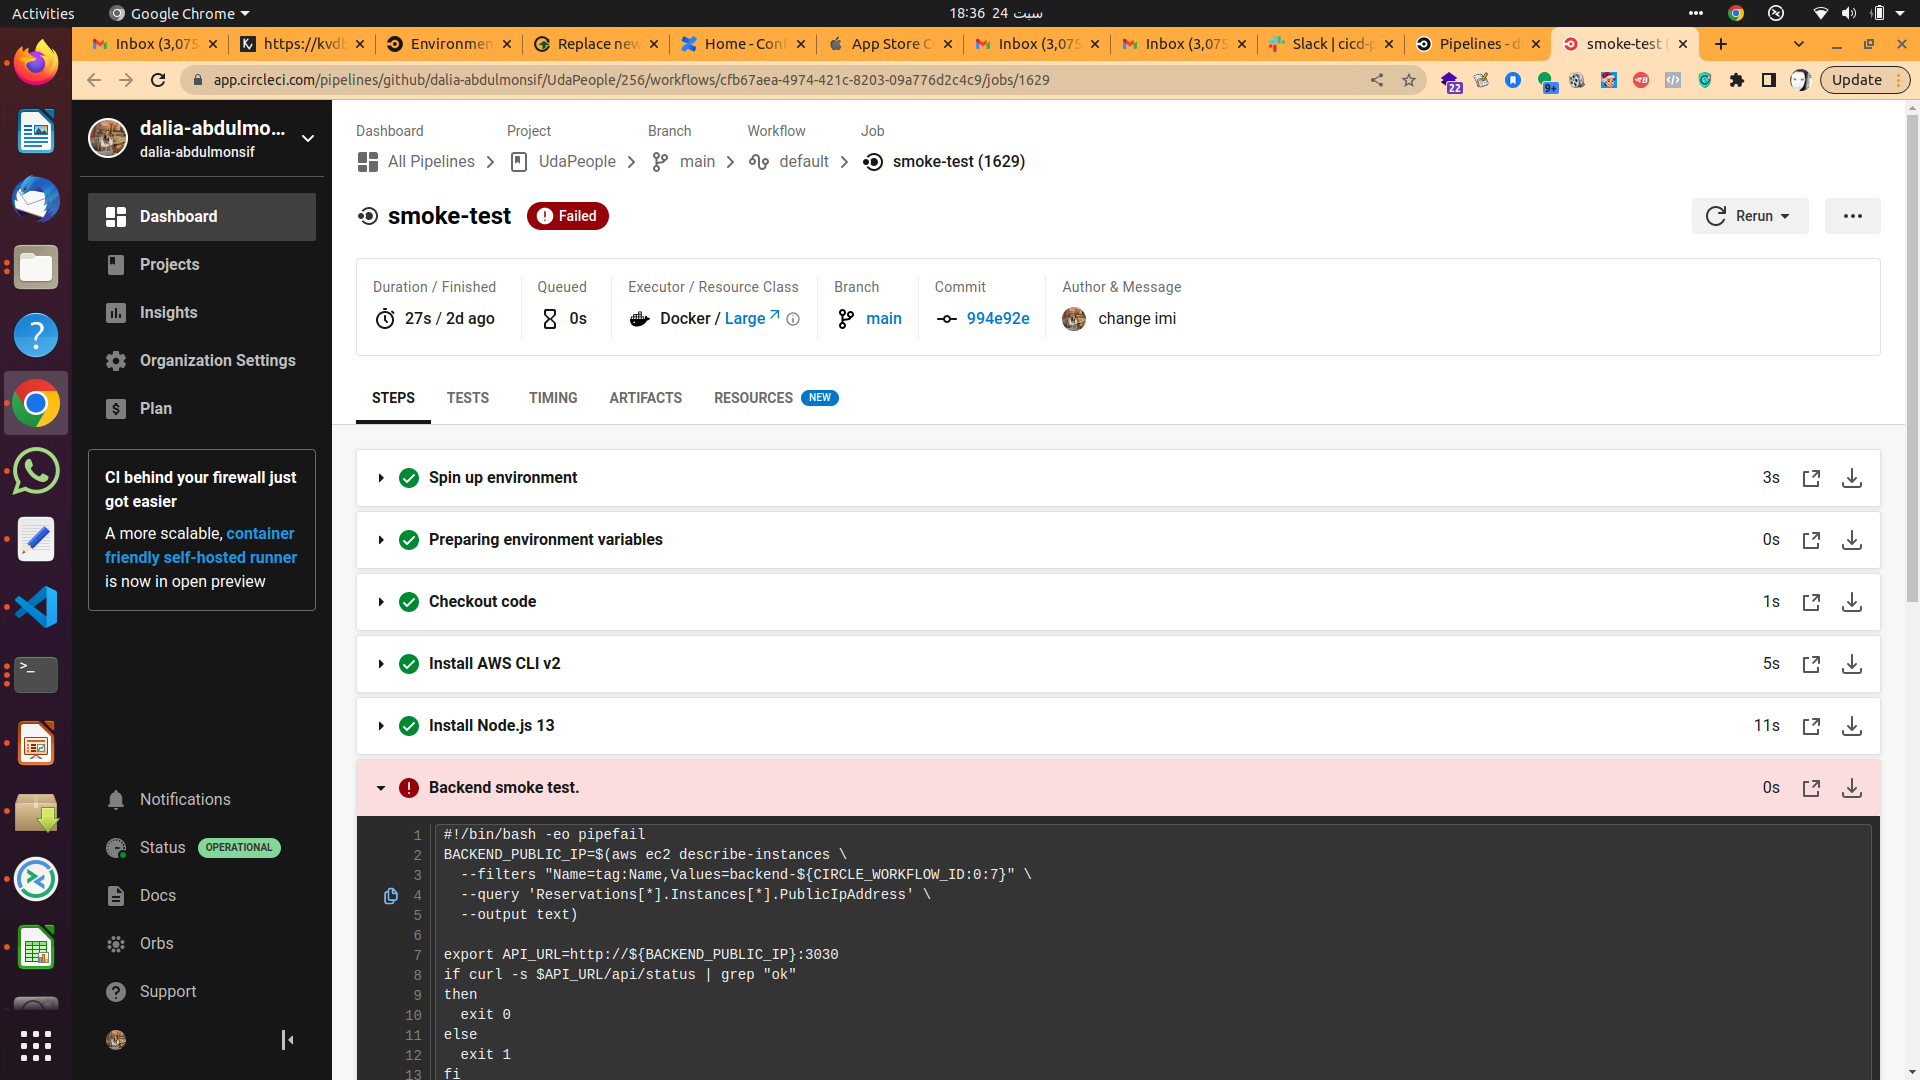 Activities
Google Chrome
18:36 24 سبت
Inbox (3,075
https://kvdb
Environmen
Replace new
Home - Conf
App Store C
Inbox (3,075
Inbox (3,075
Slack | cicd-p
Pipelines - d
smoke-test (
app.circleci.com/pipelines/github/dalia-abdulmonsif/UdaPeople/256/workflows/cfb67aea-4974-421c-8203-09a776d2c4c9/jobs/1629
22
9+
Update
dalia-abdulmo...
dalia-abdulmonsif
Dashboard
Projects
Insights
Organization Settings
Plan
CI behind your firewall just
got easier
A more scalable, container
friendly self-hosted runner
is now in open preview
Notifications
Status OPERATIONAL
Docs
Orbs
Support
Dashboard Project Branch Workflow Job
All Pipelines UdaPeople main default smoke-test (1629)
smoke-test Failed
Rerun
Duration / Finished
27s / 2d ago
Queued
0s
Executor / Resource Class
Docker / Large
Branch
main
Commit
994e92e
Author & Message
change imi
STEPS TESTS TIMING ARTIFACTS RESOURCES NEW
Spin up environment 3s
Preparing environment variables 0s
Checkout code 1s
Install AWS CLI v2 5s
Install Node.js 13 11s
Backend smoke test. 0s
1 #!/bin/bash -eo pipefail
2 BACKEND_PUBLIC_IP=$(aws ec2 describe-instances \
3 --filters "Name=tag:Name,Values=backend-${CIRCLE_WORKFLOW_ID:0:7}" \
4 --query 'Reservations[*].Instances[*].PublicIpAddress' \
5 --output text)
6
7 export API_URL=http://${BACKEND_PUBLIC_IP}:3030
8 if curl -s $API_URL/api/status | grep "ok"
9 then
10 exit 0
11 else
12 exit 1
13 fi